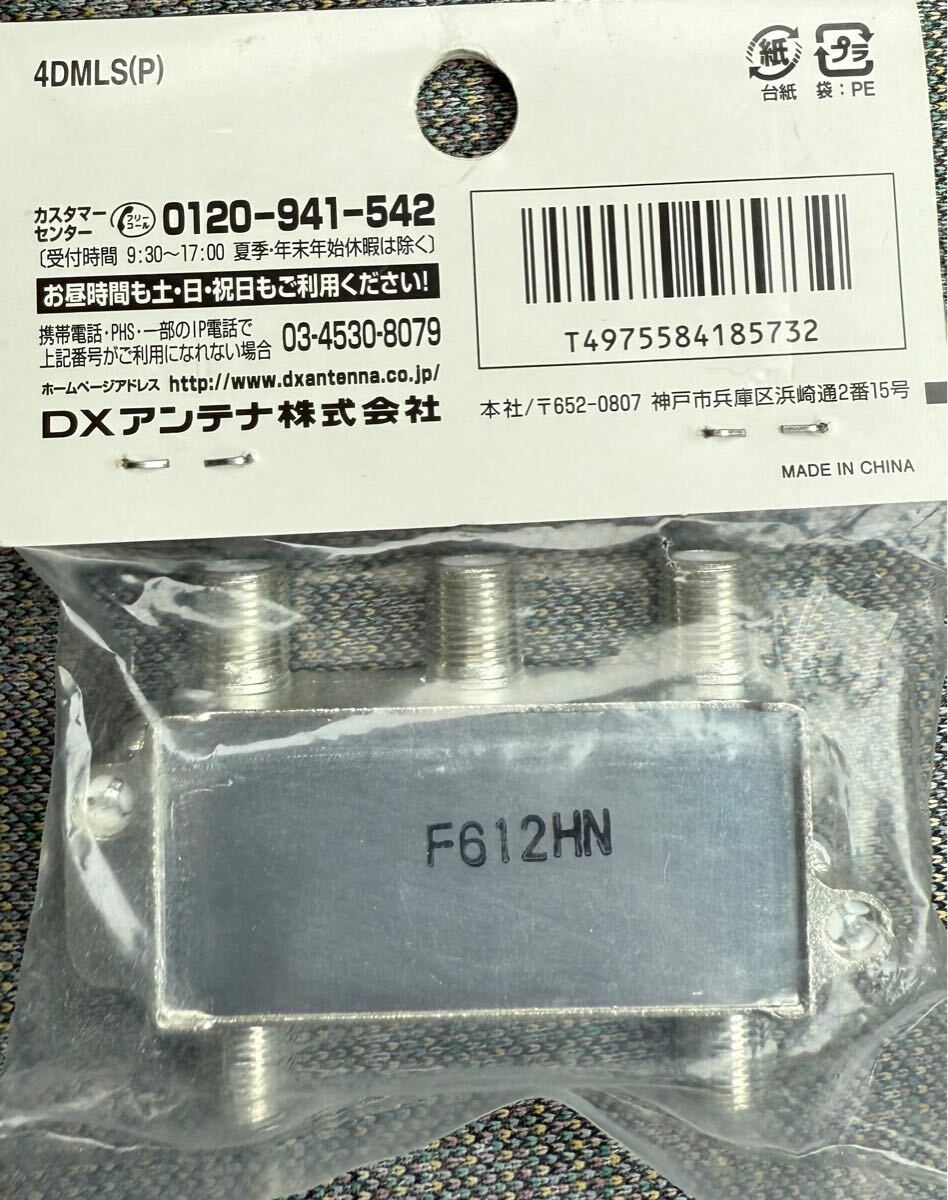 4DMLS(P)
紙
台紙
プラ
袋：PE
カスタマー
センター
フリー
コール
0120-941-542
〔受付時間 9:30～17:00 夏季・年末年始休暇は除く〕
お昼時間も土・日・祝日もご利用ください!
携帯電話・PHS・一部のIP電話で
上記番号がご利用になれない場合
03-4530-8079
ホームページアドレス http://www.dxantenna.co.jp/
DXアンテナ株式会社
T4975584185732
本社/〒652-0807 神戸市兵庫区浜崎通2番15号
MADE IN CHINA
F612HN